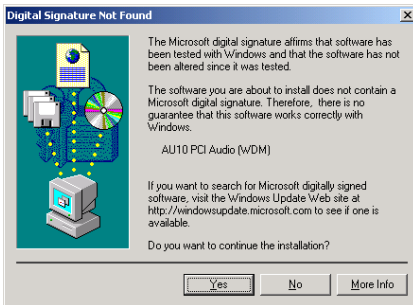 Digital Signature Not Found
The Microsoft digital signature affirms that software has
been tested with Windows and that the software has not
been altered since it was tested.
The software you are about to install does not contain a
Microsoft digital signature. Therefore, there is no
guarantee that this software works correctly with
Windows.
AU10 PCI Audio (WDM)
If you want to search for Microsoft digitally signed
software, visit the Windows Update Web site at
http://windowsupdate.microsoft.com to see if one is
available.
Do you want to continue the installation?
Yes No More Info